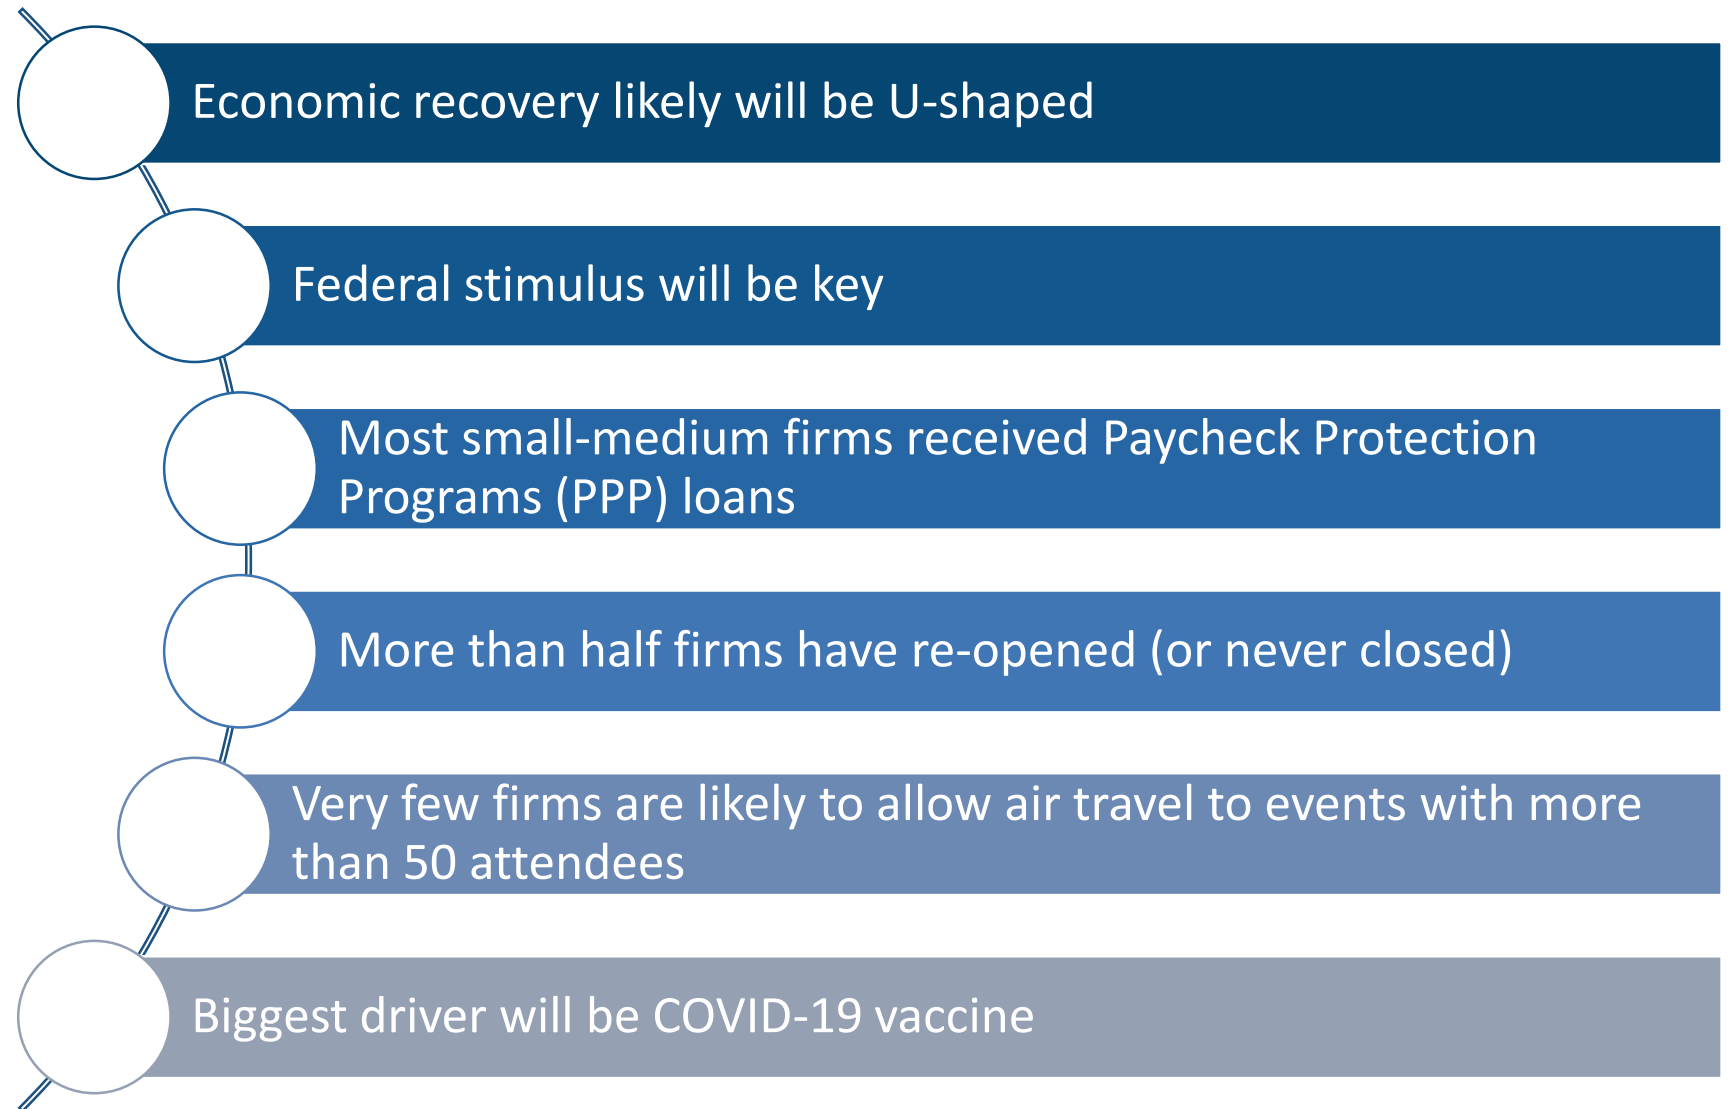 Economic recovery likely will be U-shaped
Federal stimulus will be key
Most small-medium firms received Paycheck Protection
Programs (PPP) loans
More than half firms have re-opened (or never closed)
Very few firms are likely to allow air travel to events with more
than 50 attendees
Biggest driver will be COVID-19 vaccine